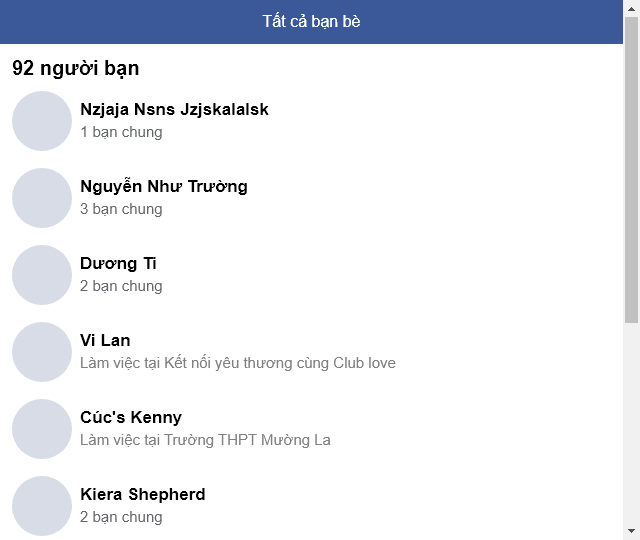 Tất cả bạn bè
92 người bạn
Nzjaja Nsns Jzjskalalsk
1 bạn chung
Nguyễn Như Trường
3 bạn chung
Dương Ti
2 bạn chung
Vi Lan
Làm việc tại Kết nối yêu thương cùng Club love
Cúc's Kenny
Làm việc tại Trường THPT Mường La
Kiera Shepherd
2 bạn chung